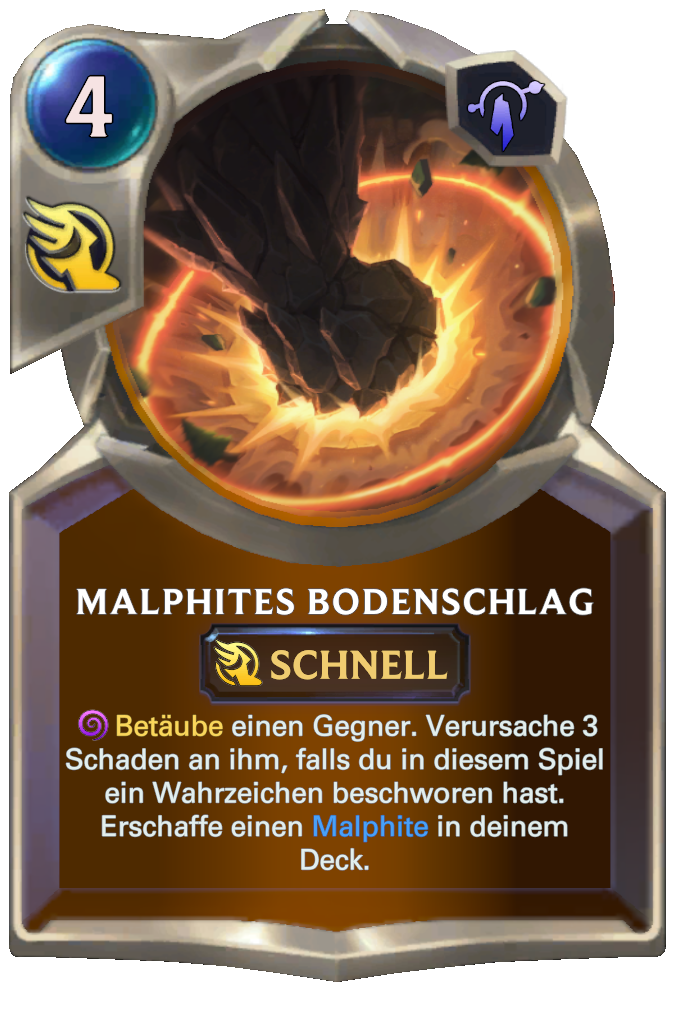 4
MALPHITES BODENSCHLAG
SCHNELL
Betäube einen Gegner. Verursache 3
Schaden an ihm, falls du in diesem Spiel
ein Wahrzeichen beschworen hast.
Erschaffe einen Malphite in deinem
Deck.